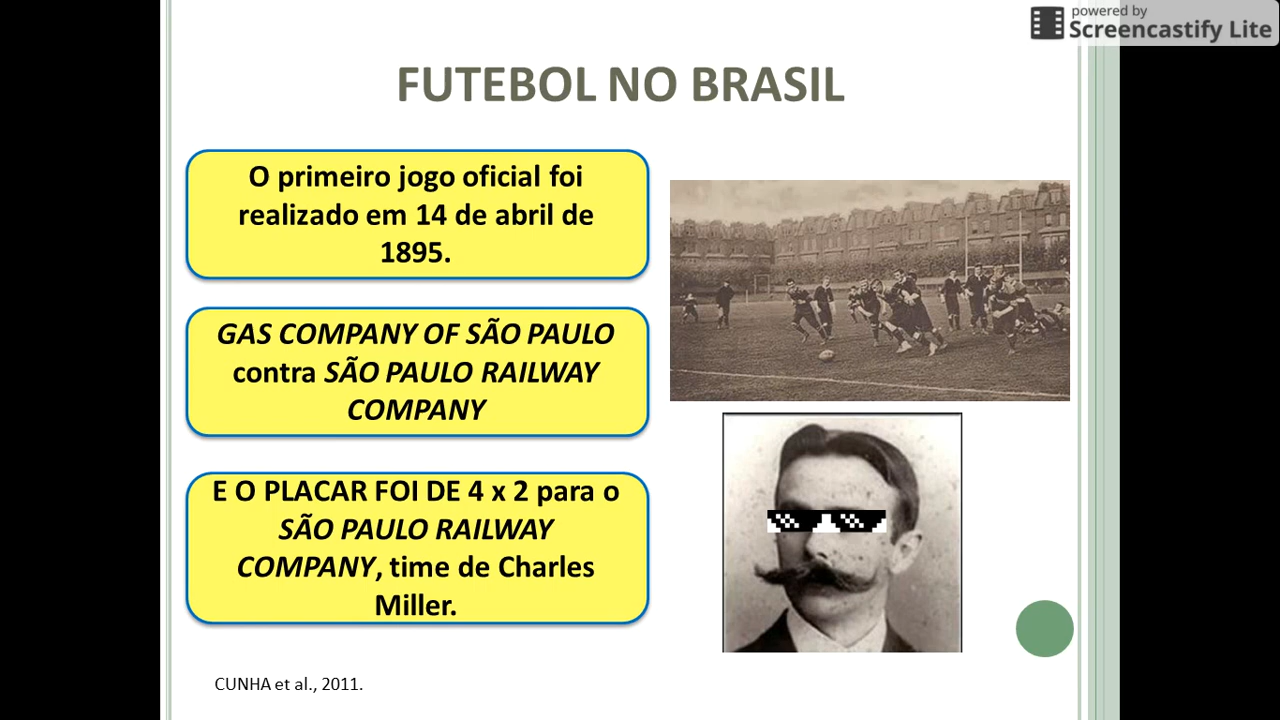 powered by
Screencastify Lite
FUTEBOL NO BRASIL
O primeiro jogo oficial foi
realizado em 14 de abril de
1895.
GAS COMPANY OF SÃO PAULO
contra SÃO PAULO RAILWAY
COMPANY
E O PLACAR FOI DE 4 x 2 para o
SÃO PAULO RAILWAY
COMPANY, time de Charles
Miller.
CUNHA et al., 2011.